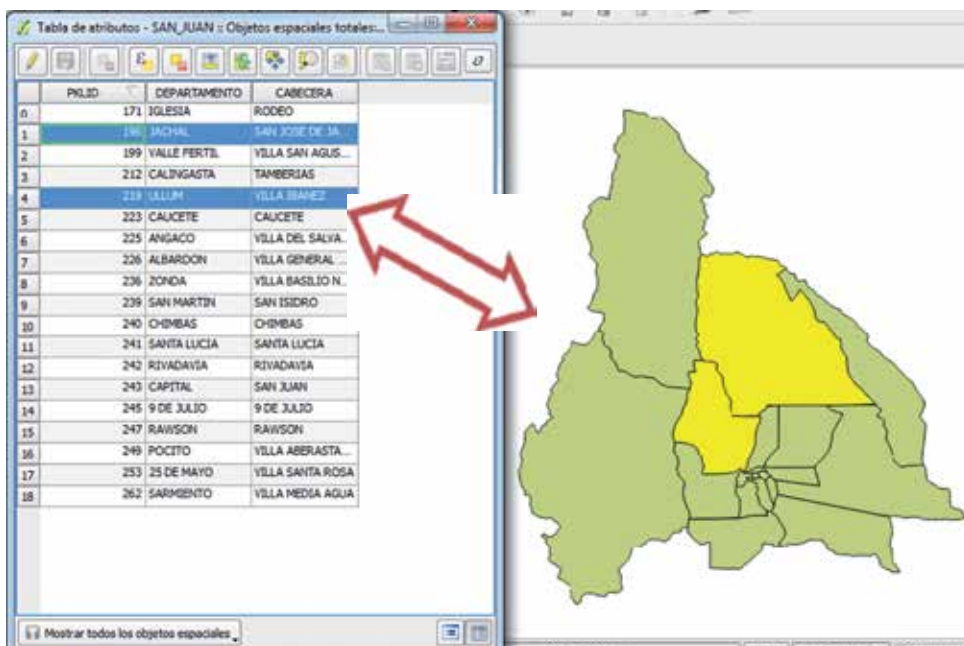 Tabla de atributos - SAN_JUAN :: Objetos espaciales totales:...
PKLID DEPARTAMENTO CABECERA
0 171 IGLESIA RODEO
1 JACHAL SAN JOSE DE JA...
2 199 VALLE FERTIL VILLA SAN AGUS...
3 212 CALINGASTA TAMBERIAS
4 219 ULLUM VILLA IBANEZ
5 223 CAUCETE CAUCETE
6 225 ANGACO VILLA DEL SALVA...
7 226 ALBARDON VILLA GENERAL ...
8 236 ZONDA VILLA BASILIO N...
9 239 SAN MARTIN SAN ISIDRO
10 240 CHIMBAS CHIMBAS
11 241 SANTA LUCIA SANTA LUCIA
12 242 RIVADAVIA RIVADAVIA
13 243 CAPITAL SAN JUAN
14 245 9 DE JULIO 9 DE JULIO
15 247 RAWSON RAWSON
16 249 POCITO VILLA ABERASTA...
17 253 25 DE MAYO VILLA SANTA ROSA
18 262 SARMIENTO VILLA MEDIA AGUA
Mostrar todos los objetos espaciales